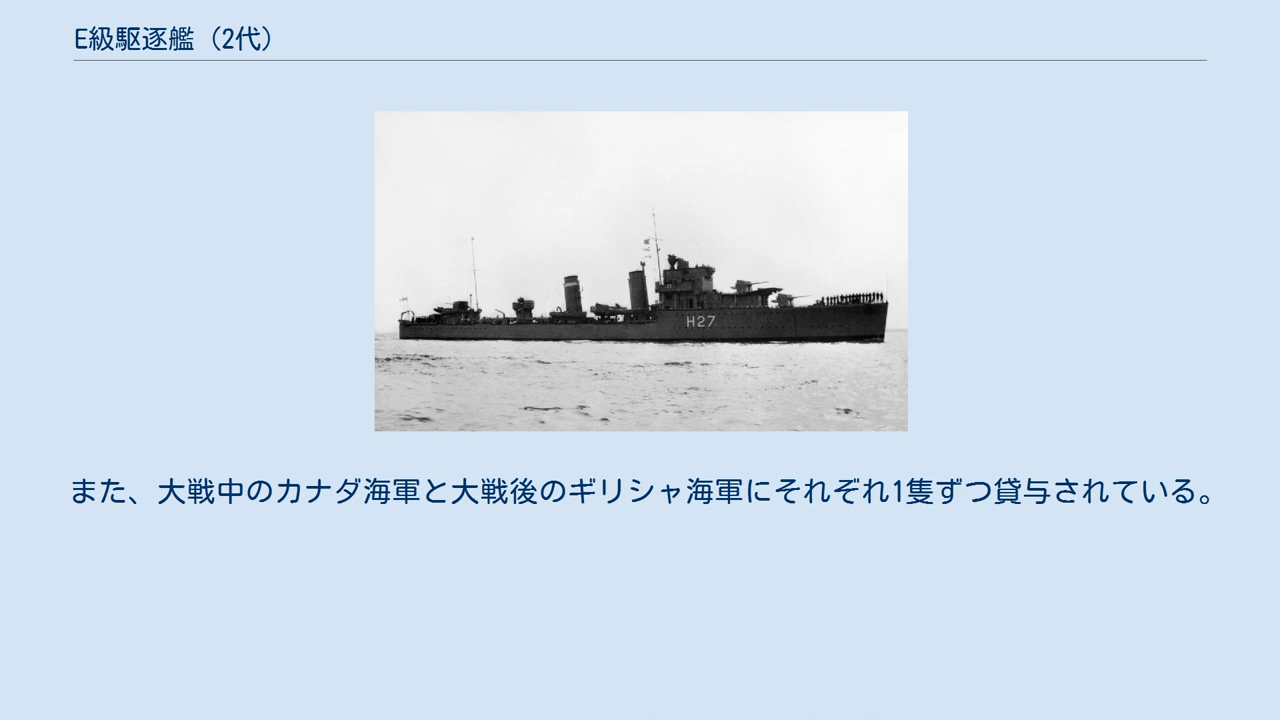 E級駆逐艦（2代）
H27
また、大戦中のカナダ海軍と大戦後のギリシャ海軍にそれぞれ1隻ずつ貸与されている。